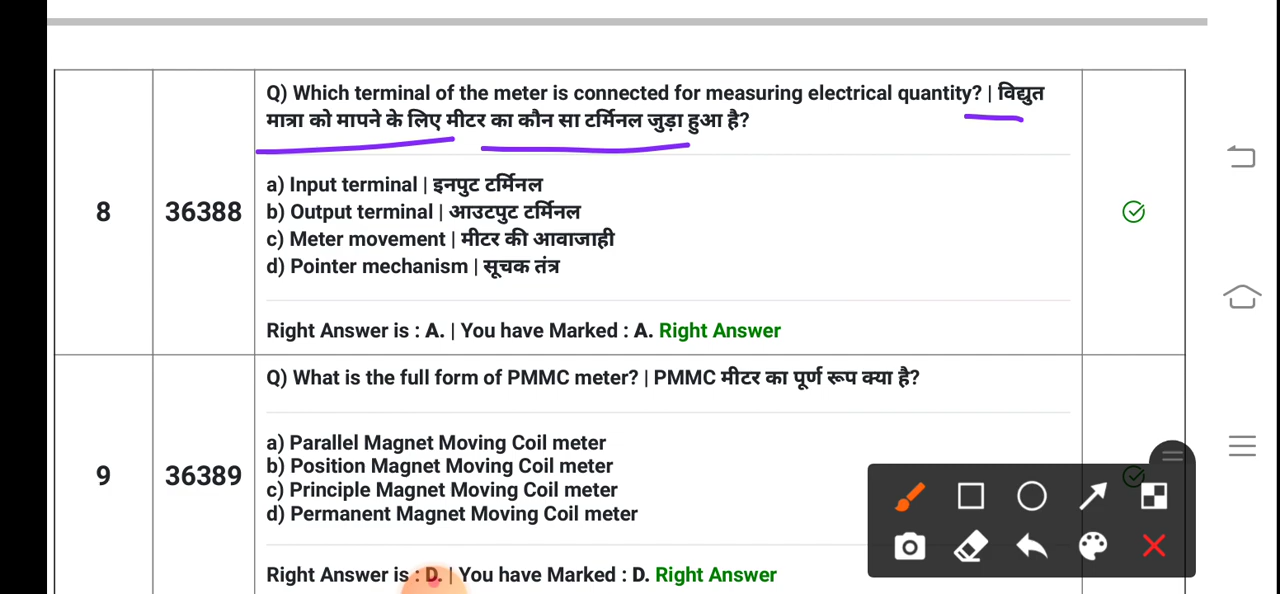 8
36388
Q) Which terminal of the meter is connected for measuring electrical quantity? | विद्युत
मात्रा को मापने के लिए मीटर का कौन सा टर्मिनल जुड़ा हुआ है?
a) Input terminal | इनपुट टर्मिनल
b) Output terminal | आउटपुट टर्मिनल
c) Meter movement | मीटर की आवाजाही
d) Pointer mechanism | सूचक तंत्र
Right Answer is : A. | You have Marked : A. Right Answer
9
36389
Q) What is the full form of PMMC meter? | PMMC मीटर का पूर्ण रूप क्या है?
a) Parallel Magnet Moving Coil meter
b) Position Magnet Moving Coil meter
c) Principle Magnet Moving Coil meter
d) Permanent Magnet Moving Coil meter
Right Answer is : D. | You have Marked : D. Right Answer